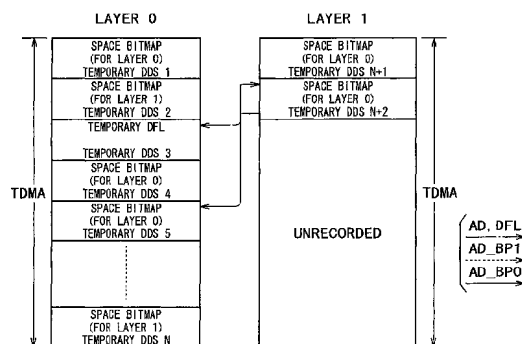 LAYER 0
SPACE BITMAP
(FOR LAYER 0)
TEMPORARY DDS 1
SPACE BITMAP
(FOR LAYER 1)
TEMPORARY DDS 2
TEMPORARY DFL
TEMPORARY DDS 3
SPACE BITMAP
(FOR LAYER 0)
TEMPORARY DDS 4
SPACE BITMAP
(FOR LAYER 0)
TEMPORARY DDS 5
SPACE BITMAP
(FOR LAYER 1)
TEMPORARY DDS N
TDMA
LAYER 1
SPACE BITMAP
(FOR LAYER 0)
TEMPORARY DDS N+1
SPACE BITMAP
(FOR LAYER 0)
TEMPORARY DDS N+2
UNRECORDED
TDMA
AD, DFL
AD_BP1
AD_BP0